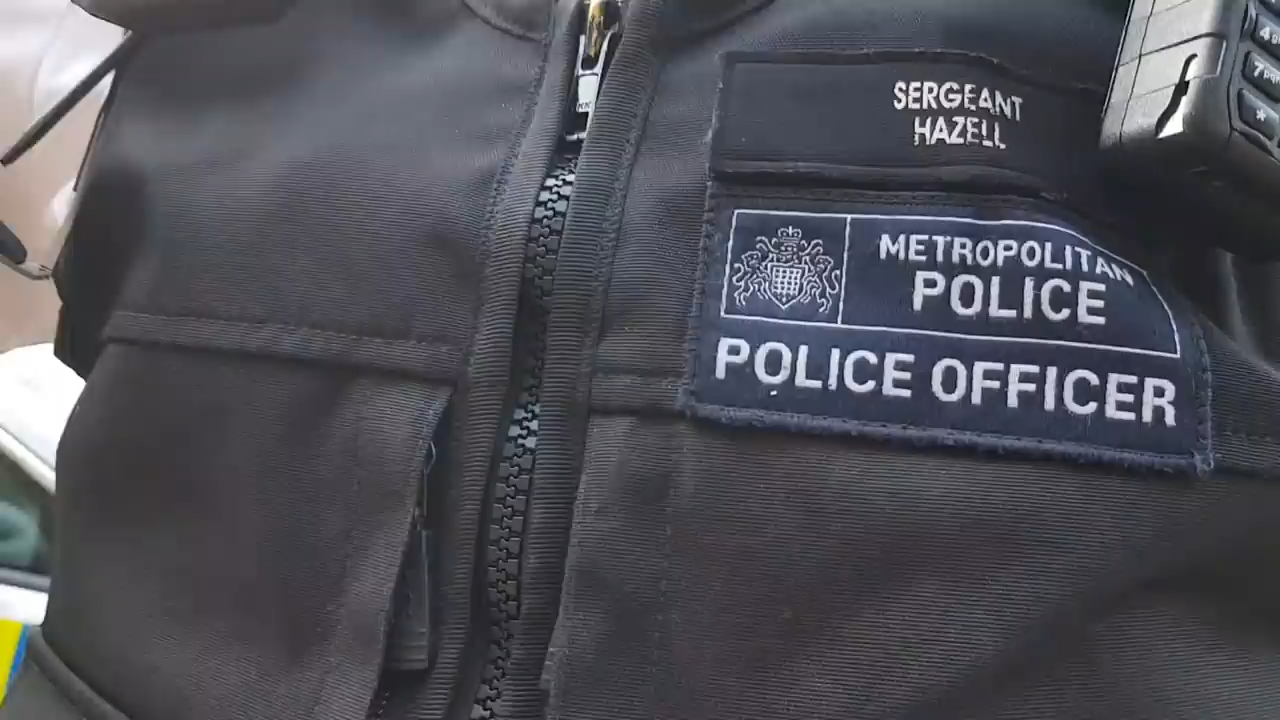 SERGEANT
HAZELL
METROPOLITAN
POLICE
POLICE OFFICER